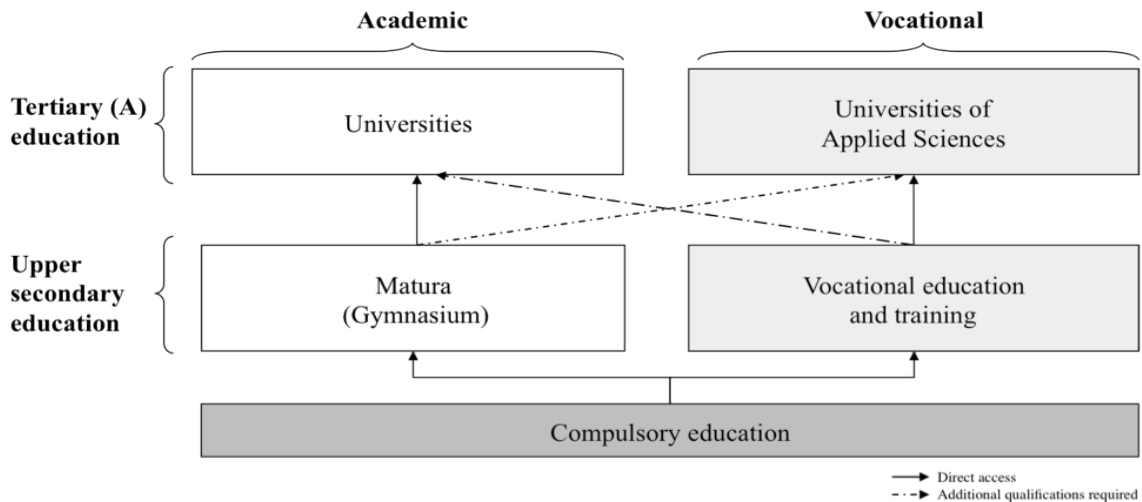 Academic
Vocational
Tertiary (A)
education
Universities
Universities of
Applied Sciences
Upper
secondary
education
Matura
(Gymnasium)
Vocational education
and training
Compulsory education
Direct access
Additional qualifications required